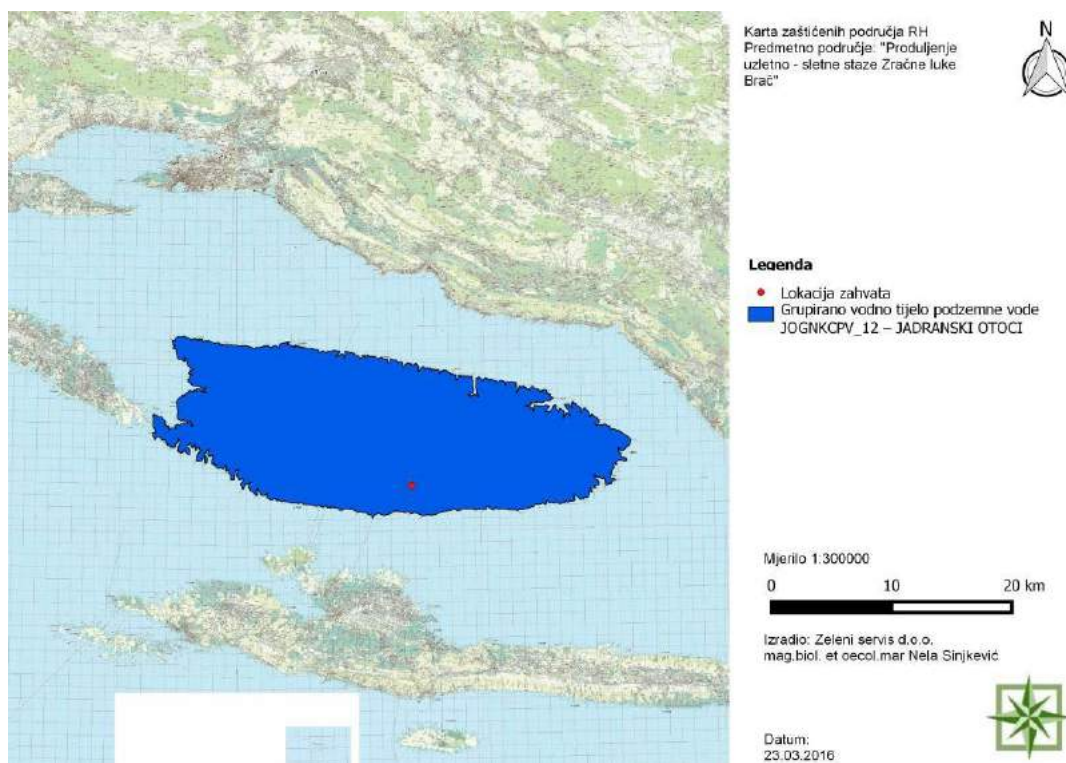 Karta zaštićenih područja RH
Predmetno područje: "Produljenje
uzletno - sletne staze Zračne luke
Brač"
N
Legenda
Lokacija zahvata
Grupirano vodno tijelo podzemne vode
JOGNKCPV_12 – JADRANSKI OTOCI
Mjerilo 1:300000
0 10 20 km
Izradio: Zeleni servis d.o.o.
mag.biol. et oecol.mar Nela Sinjkević
Datum:
23.03.2016